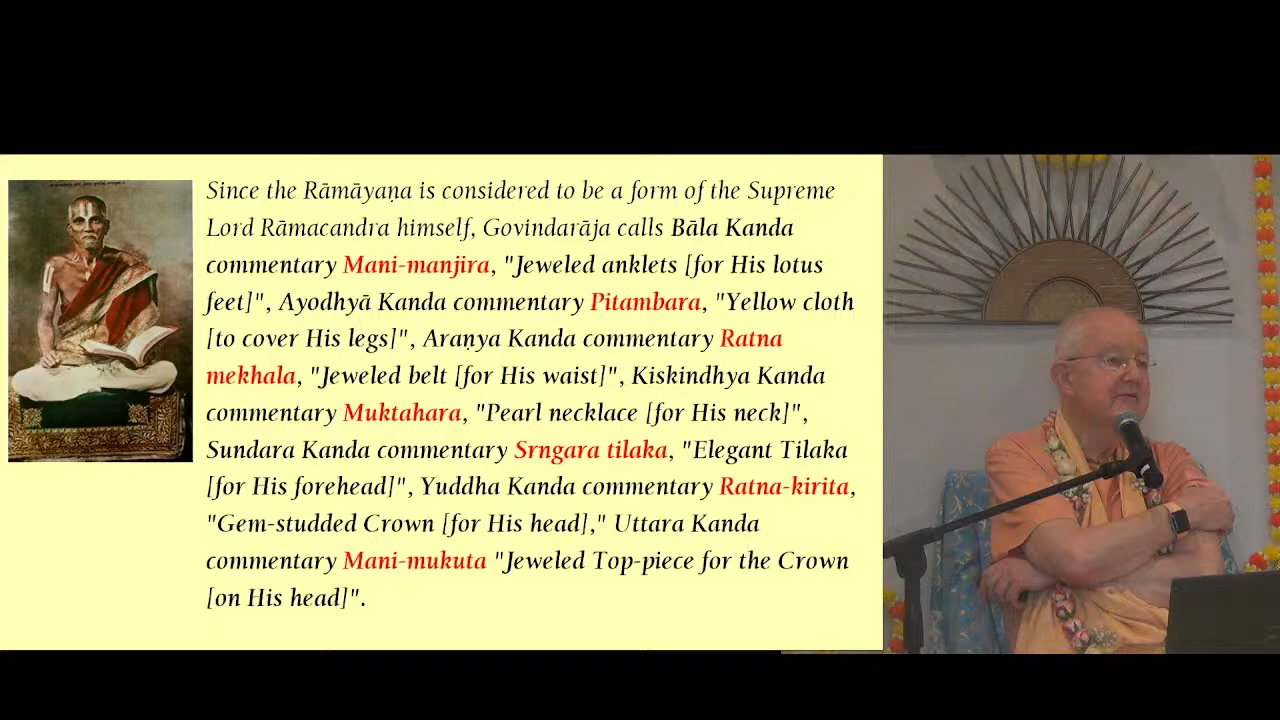 Since the Rāmāyaṇa is considered to be a form of the Supreme
Lord Rāmacandra himself, Govindarāja calls Bāla Kanda
commentary Mani-manjira, "Jeweled anklets [for His lotus
feet]", Ayodhyā Kanda commentary Pitambara, "Yellow cloth
[to cover His legs]", Araṇya Kanda commentary Ratna
mekhala, "Jeweled belt [for His waist]", Kiskindhya Kanda
commentary Muktahara, "Pearl necklace [for His neck]",
Sundara Kanda commentary Srngara tilaka, "Elegant Tilaka
[for His forehead]", Yuddha Kanda commentary Ratna-kirita,
"Gem-studded Crown [for His head]," Uttara Kanda
commentary Mani-mukuta "Jeweled Top-piece for the Crown
[on His head]".